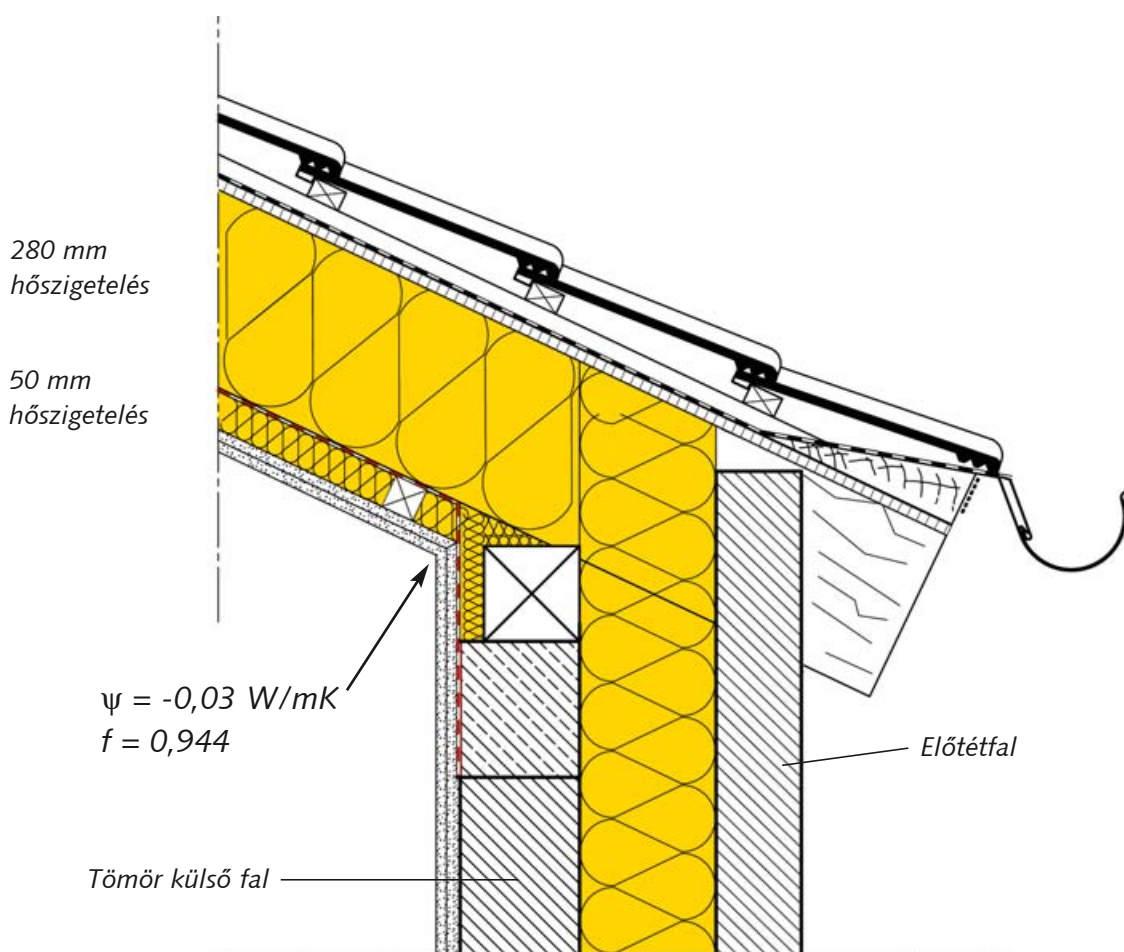 280 mm
hőszigetelés
50 mm
hőszigetelés
ψ = -0,03 W/mK
f = 0,944
Előtétfal
Tömör külső fal